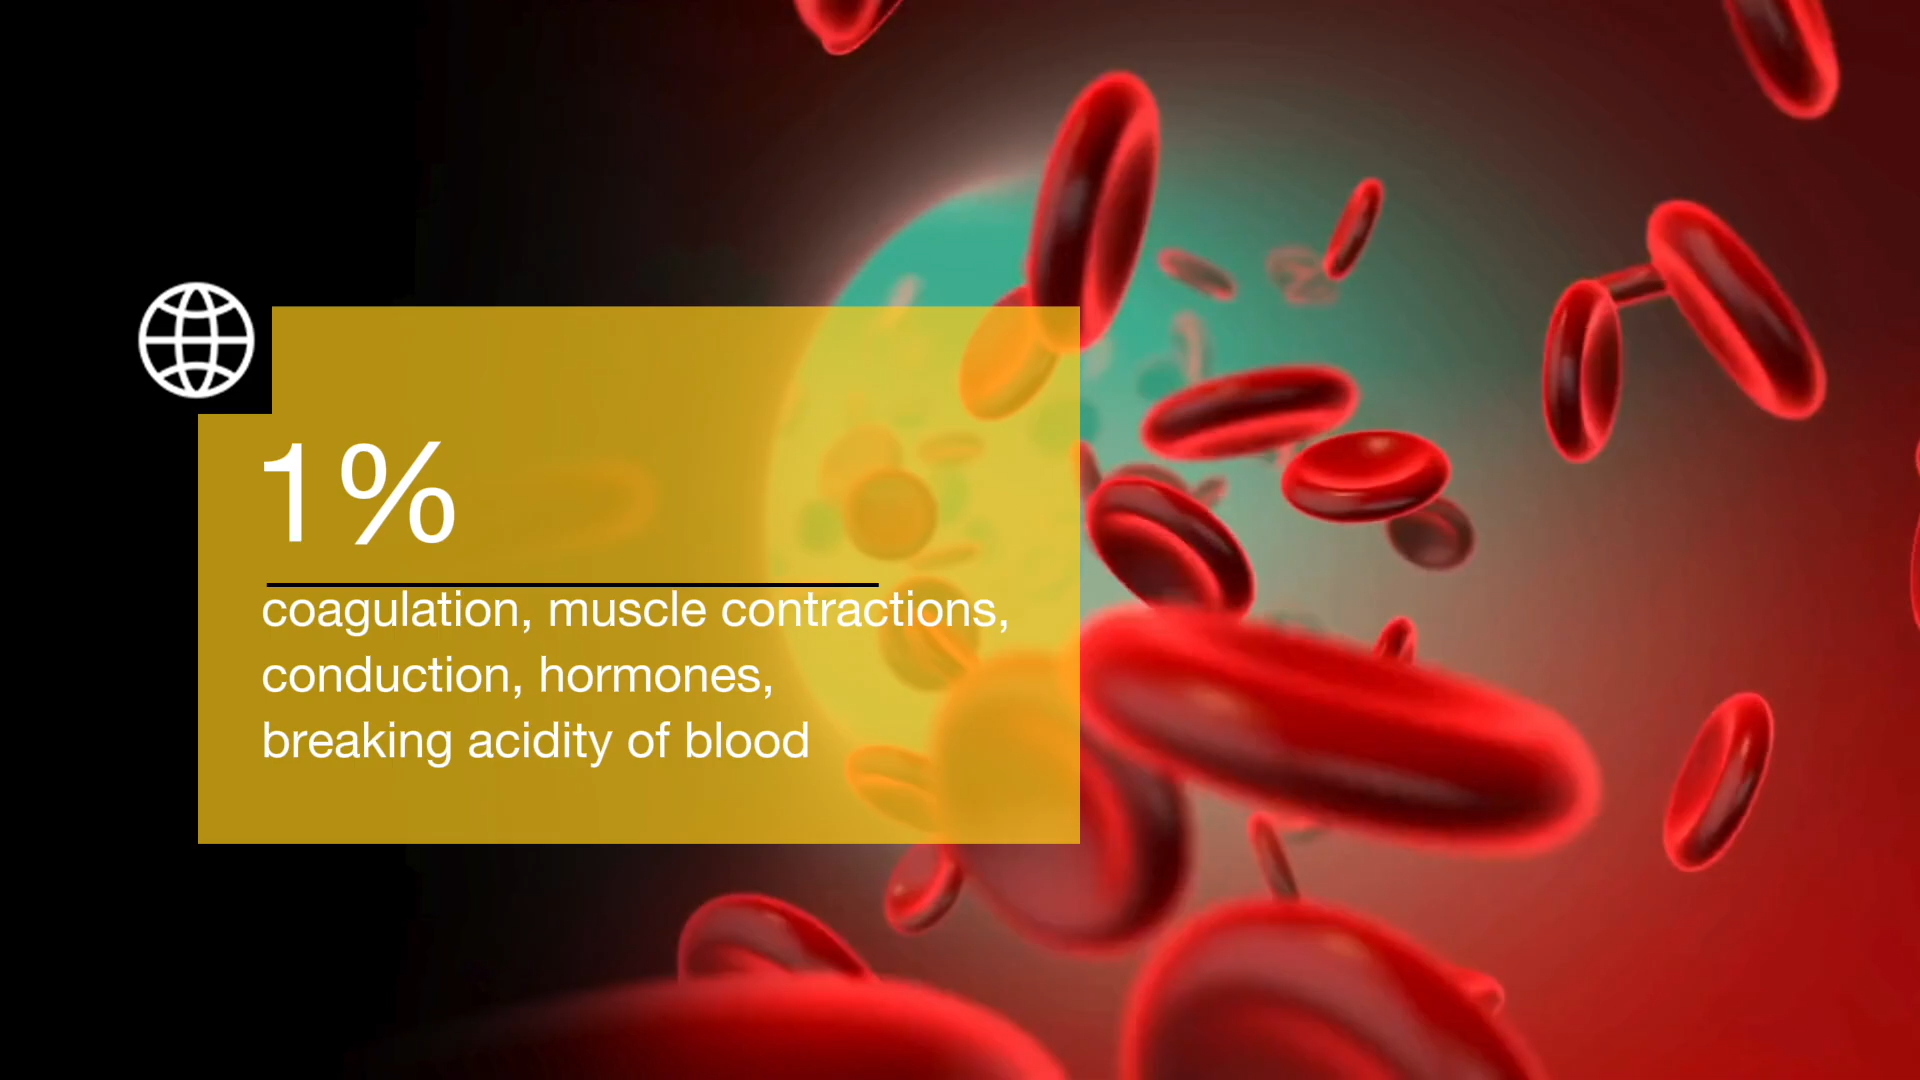 1%
coagulation, muscle contractions,
conduction, hormones,
breaking acidity of blood